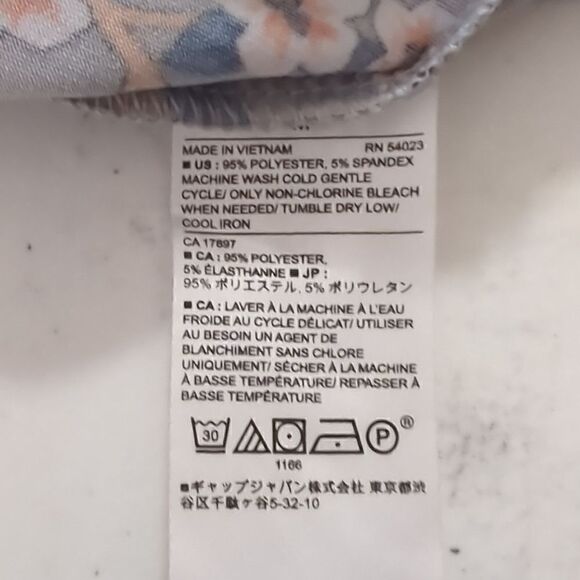 MADE IN VIETNAM RN 54023
■ US : 95% POLYESTER, 5% SPANDEX
MACHINE WASH COLD GENTLE
CYCLE/ ONLY NON-CHLORINE BLEACH
WHEN NEEDED/ TUMBLE DRY LOW/
COOL IRON
CA 17897
■ CA : 95% POLYESTER,
5% ÉLASTHANNE ■ JP :
95% ポリエステル, 5% ポリウレタン
■ CA : LAVER À LA MACHINE À L'EAU
FROIDE AU CYCLE DÉLICAT/ UTILISER
AU BESOIN UN AGENT DE
BLANCHIMENT SANS CHLORE
UNIQUEMENT/ SÉCHER À LA MACHINE
À BASSE TEMPÉRATURE/ REPASSER À
BASSE TEMPÉRATURE
30 P ®
1166
■ギャップジャパン株式会社 東京都渋
谷区千駄ヶ谷5-32-10